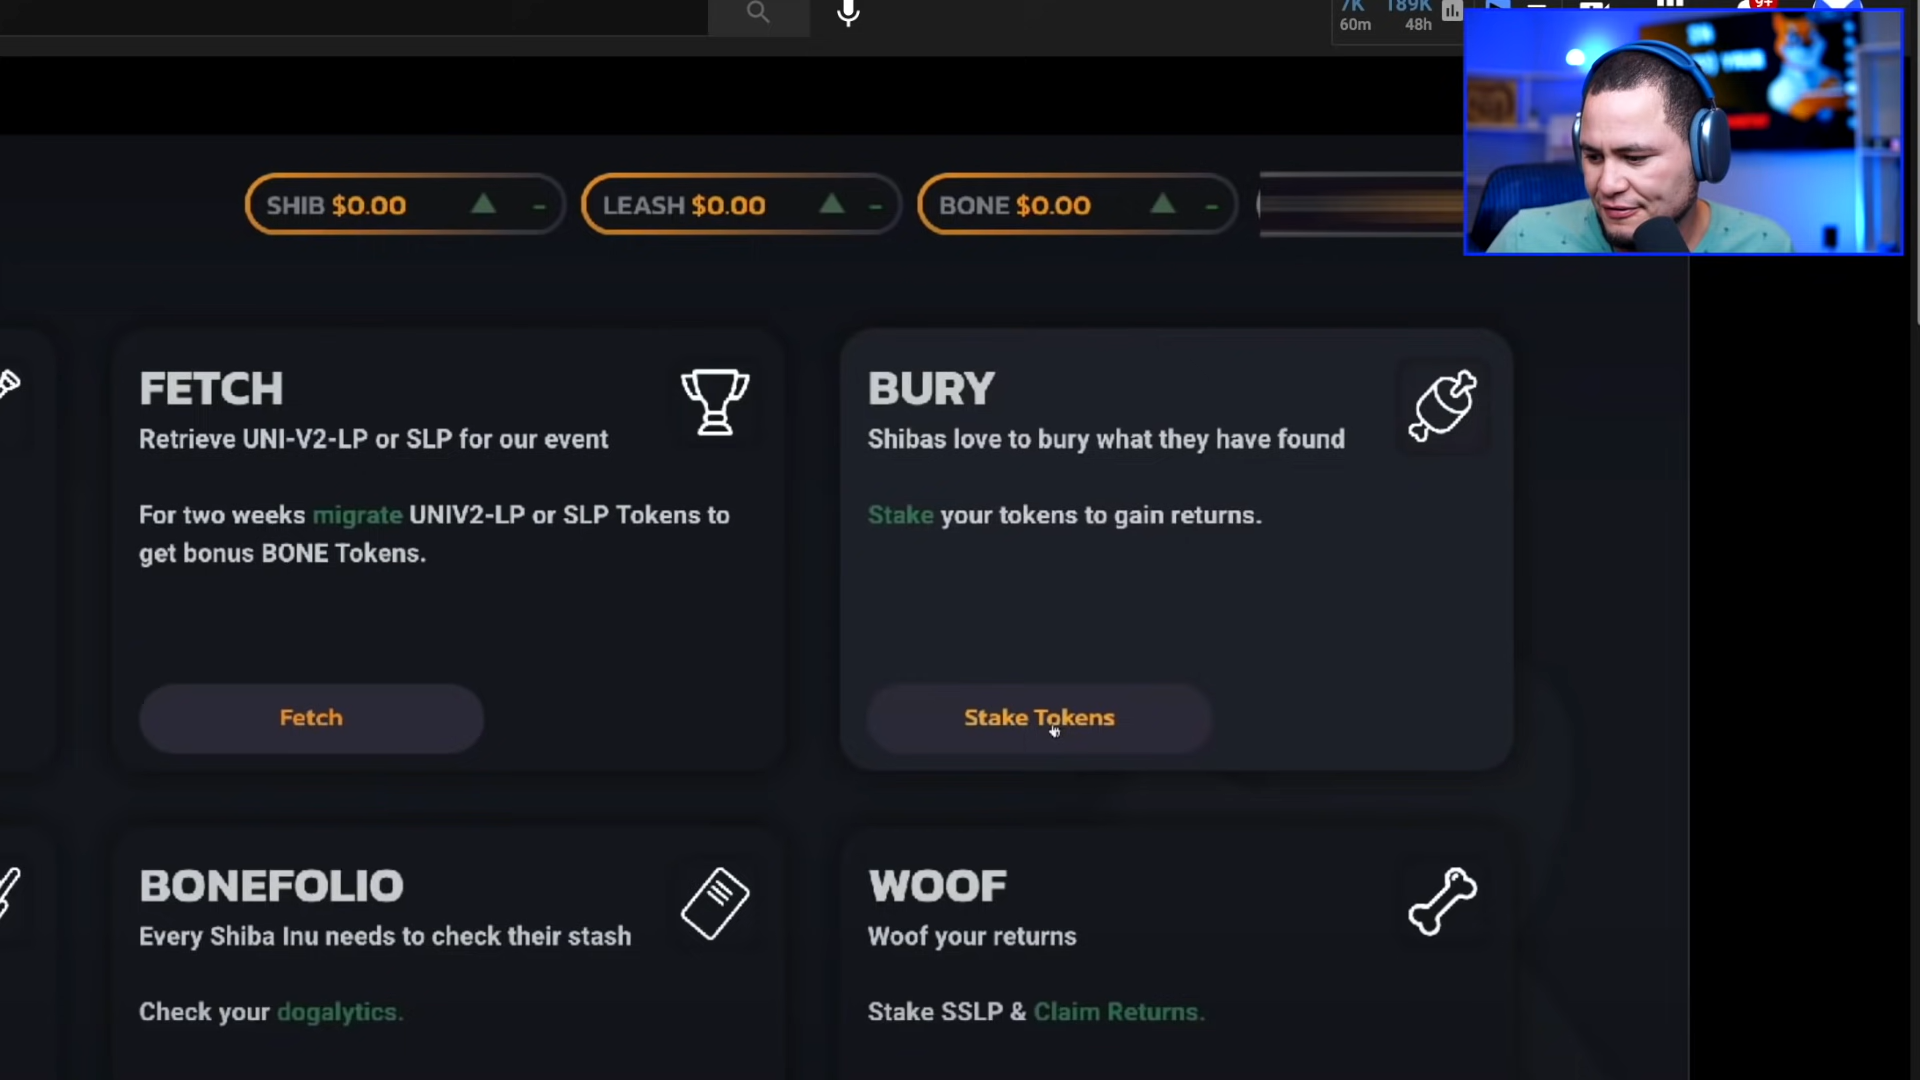 7K 189K
60m 48h
9+
SHIB $0.00 -
LEASH $0.00 -
BONE $0.00 -
FETCH
Retrieve UNI-V2-LP or SLP for our event
For two weeks migrate UNIV2-LP or SLP Tokens to
get bonus BONE Tokens.
Fetch
BURY
Shibas love to bury what they have found
Stake your tokens to gain returns.
Stake Tokens
BONEFOLIO
Every Shiba Inu needs to check their stash
Check your dogalytics.
WOOF
Woof your returns
Stake SSLP & Claim Returns.